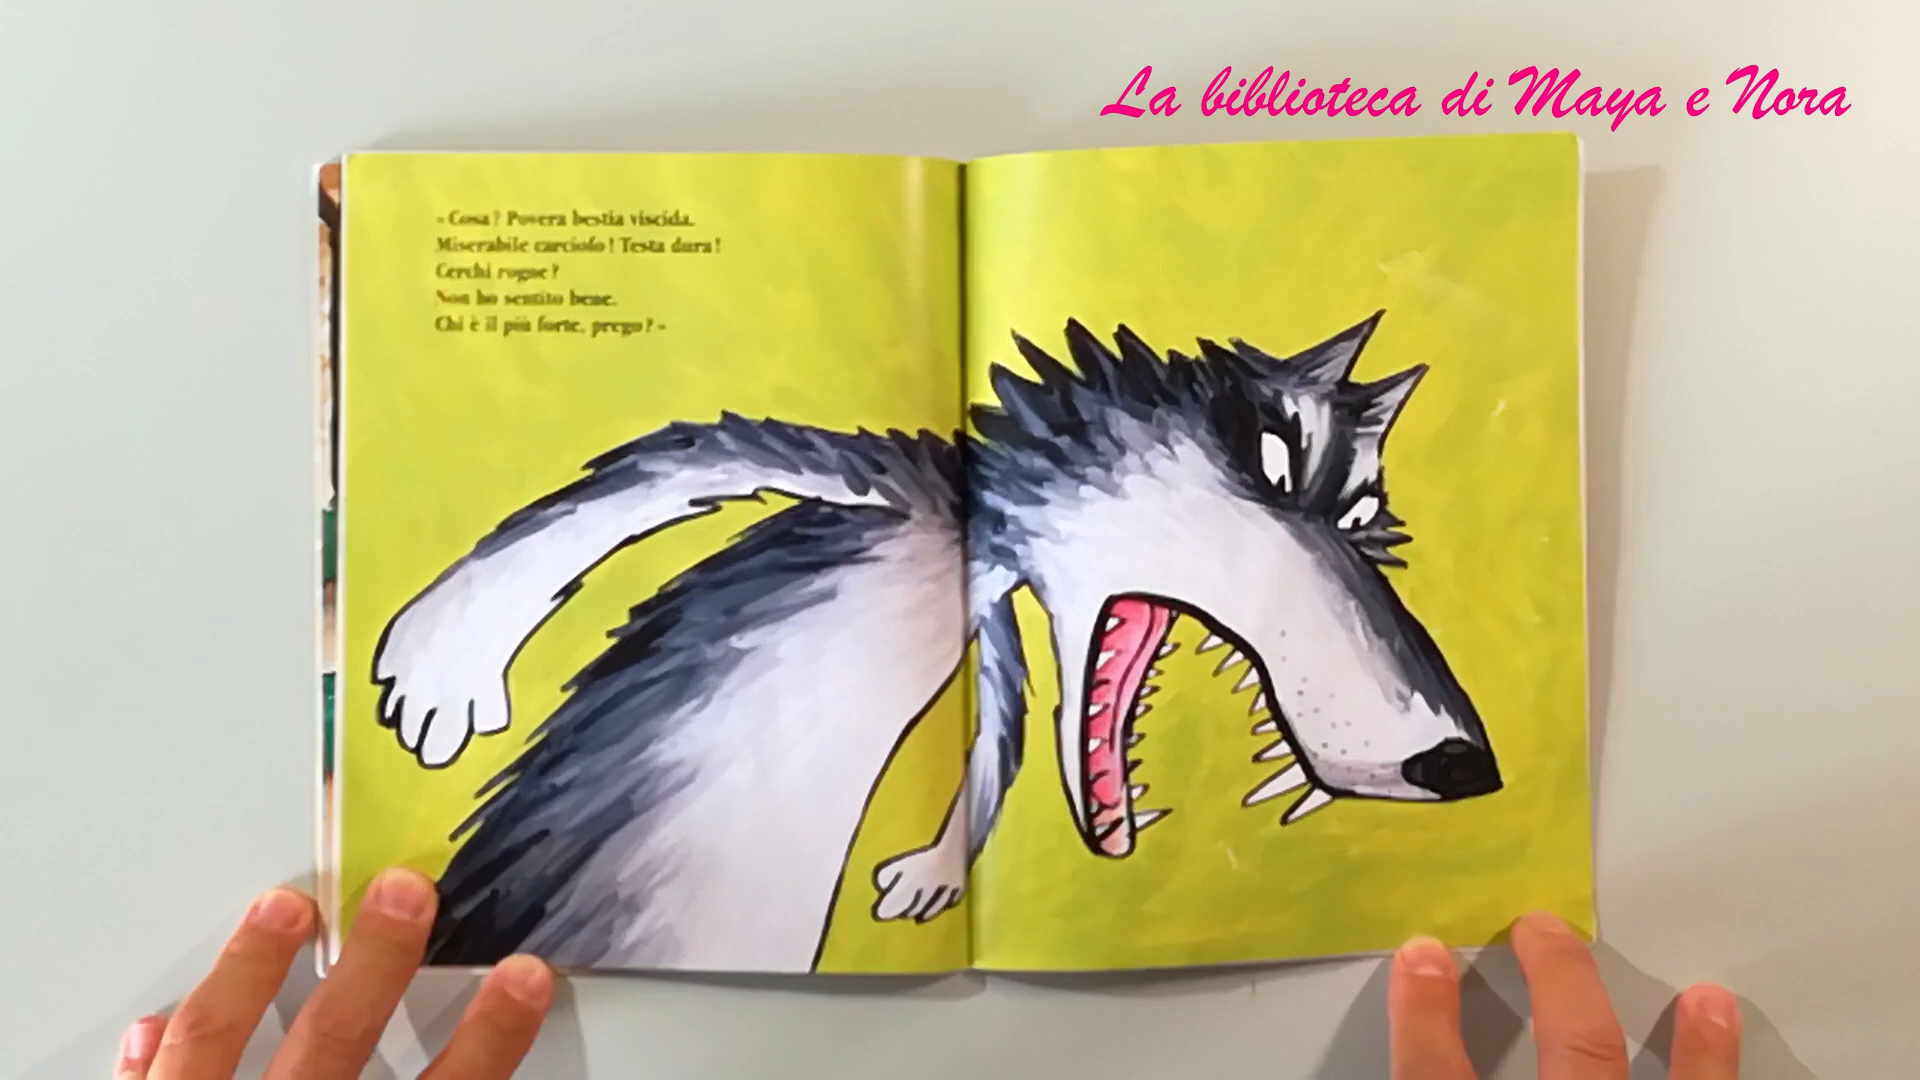 La biblioteca di Maya e Nora
« Cosa ? Povera bestia viscida.
Miserabile carciofo ! Testa dura !
Cerchi rogne ?
Non ho sentito bene.
Chi è il più forte, prego ? »